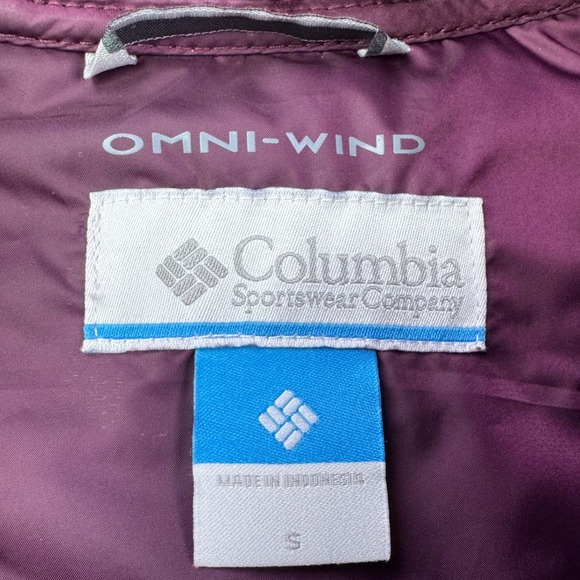 OMNI-WIND
Columbia
Sportswear Company
MADE IN INDONESIA
S